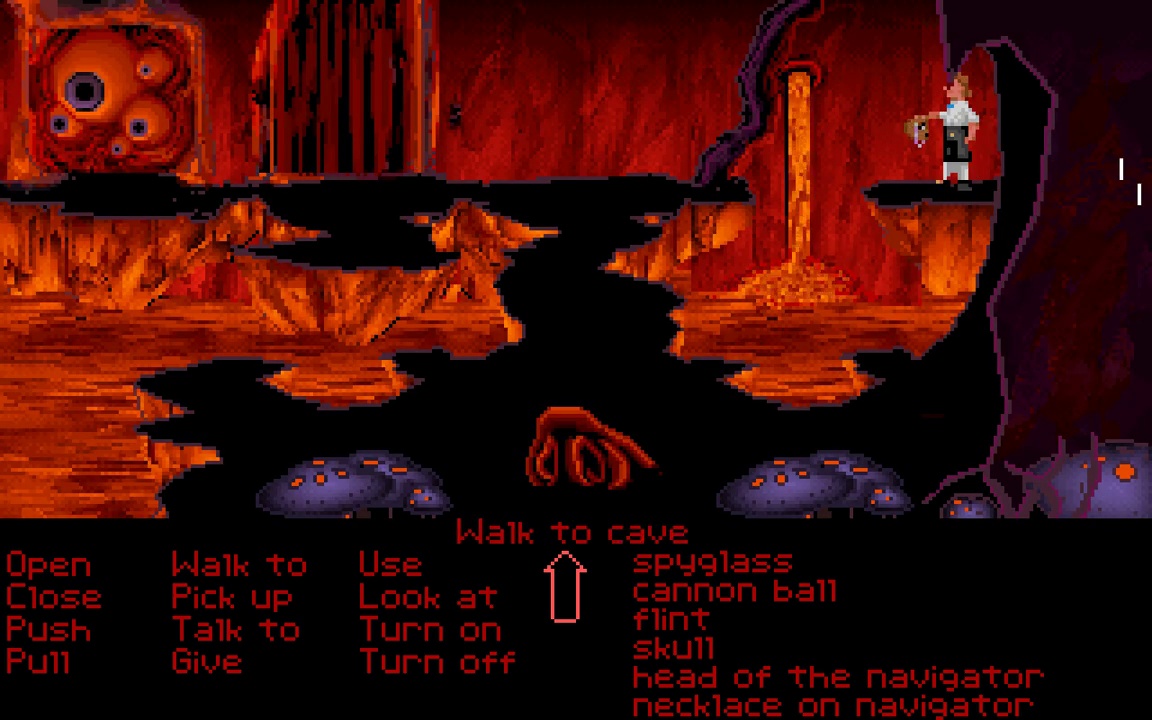 Walk to cave
Open Walk to Use
Close Pick up Look at
Push Talk to Turn on
Pull Give Turn off
spyglass
cannon ball
flint
skull
head of the navigator
necklace on navigator